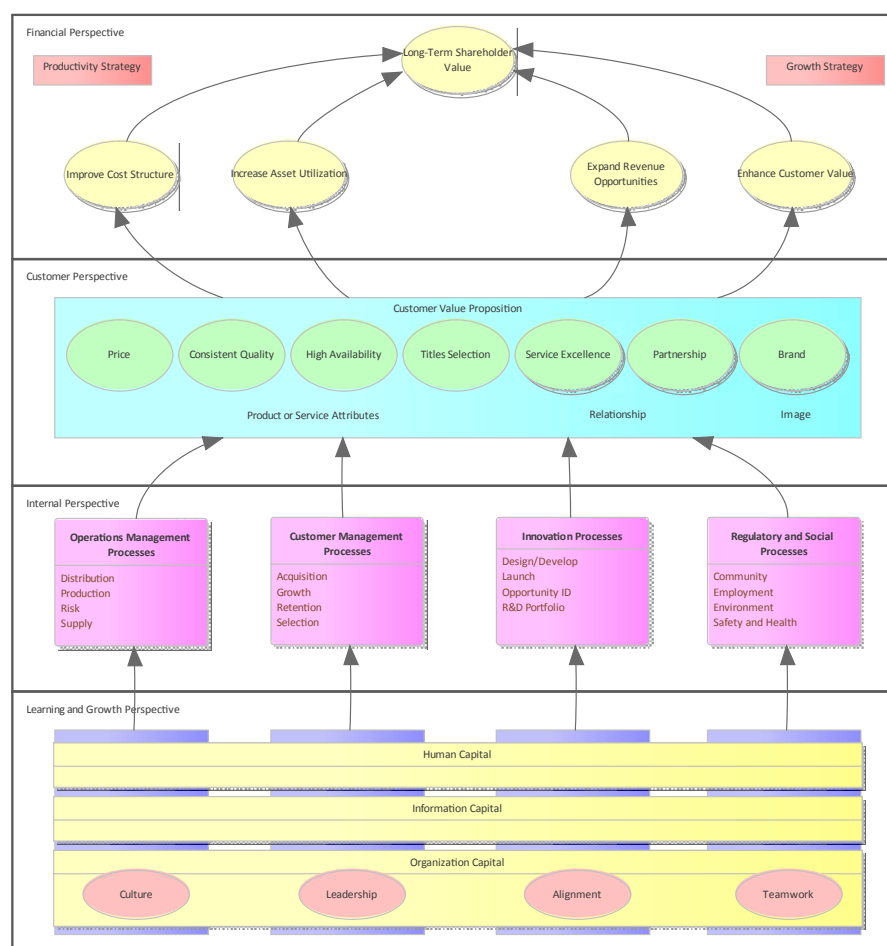 Financial Perspective
Productivity Strategy
Long-Term Shareholder
Value
Growth Strategy
Improve Cost Structure
Increase Asset Utilization
Expand Revenue
Opportunities
Enhance Customer Value
Customer Perspective
Customer Value Proposition
Price
Consistent Quality
High Availability
Titles Selection
Service Excellence
Partnership
Brand
Product or Service Attributes
Relationship
Image
Internal Perspective
Operations Management
Processes
Distribution
Production
Risk
Supply
Customer Management
Processes
Acquisition
Growth
Retention
Selection
Innovation Processes
Design/Develop
Launch
Opportunity ID
R&D Portfolio
Regulatory and Social
Processes
Community
Employment
Environment
Safety and Health
Learning and Growth Perspective
Human Capital
Information Capital
Organization Capital
Culture
Leadership
Alignment
Teamwork